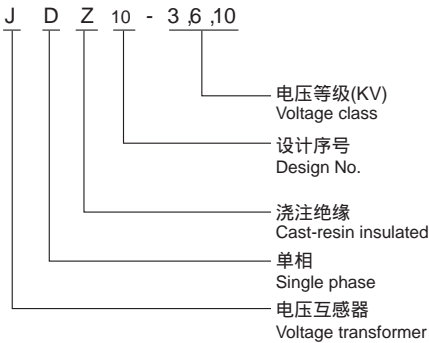 J D Z 10 - 3,6,10
电压等级(KV)
Voltage class
设计序号
Design No.
浇注绝缘
Cast-resin insulated
单相
Single phase
电压互感器
Voltage transformer